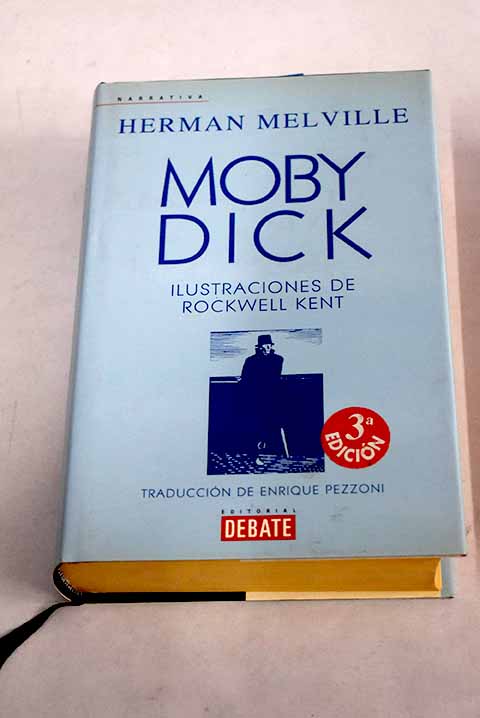 NARRATIVA
HERMAN MELVILLE
MOBY
DICK
ILUSTRACIONES DE
ROCKWELL KENT
3ª
EDICIÓN
TRADUCCIÓN DE ENRIQUE PEZZONI
EDITORIAL
DEBATE